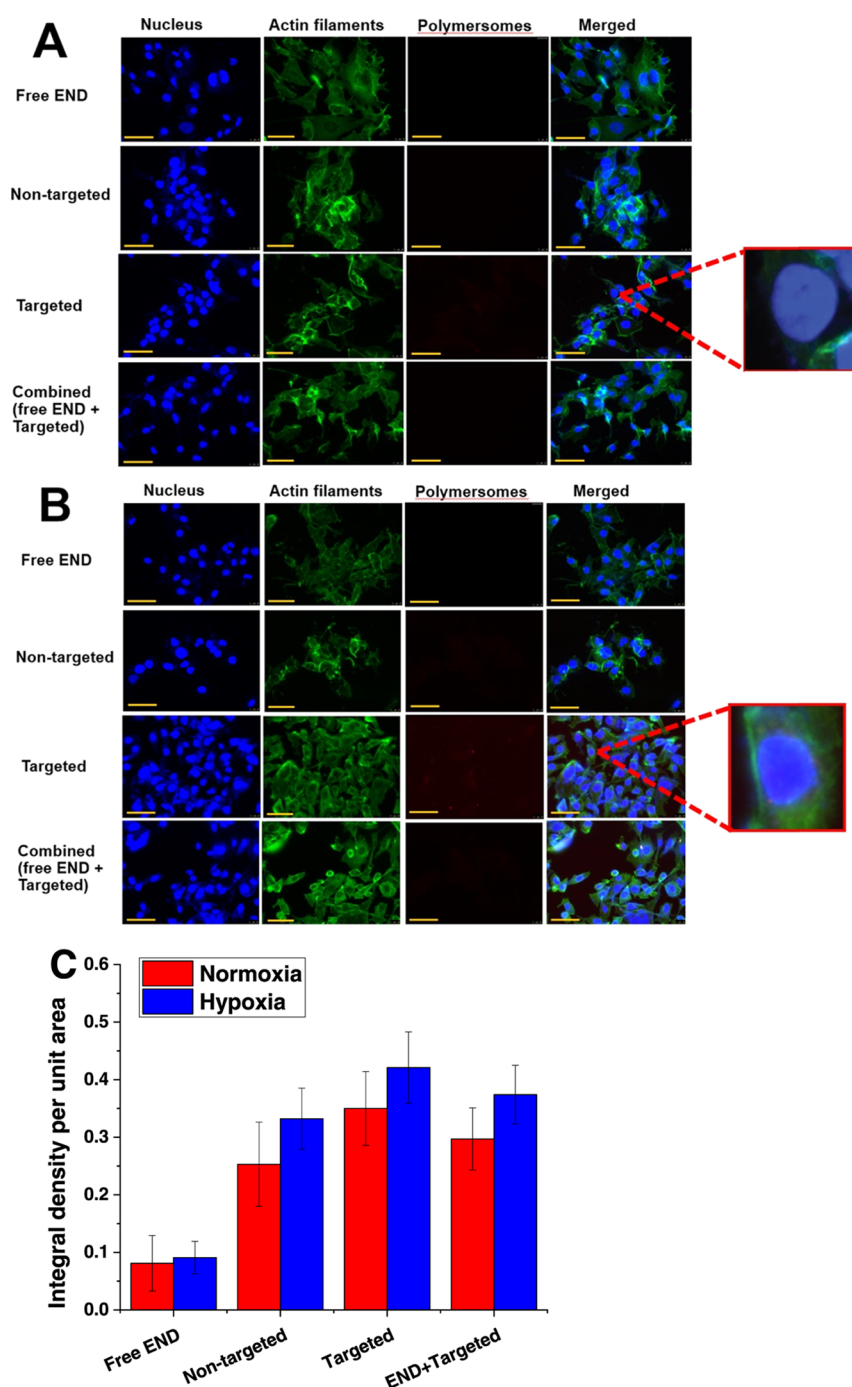 A
Nucleus Actin filaments Polymersomes Merged
Free END
Non-targeted
Targeted
Combined
(free END +
Targeted)
B
Nucleus Actin filaments Polymersomes Merged
Free END
Non-targeted
Targeted
Combined
(free END +
Targeted)
C
Normoxia
Hypoxia
Integral density per unit area
0.6
0.5
0.4
0.3
0.2
0.1
0.0
Free END
Non-targeted
Targeted
END+Targeted